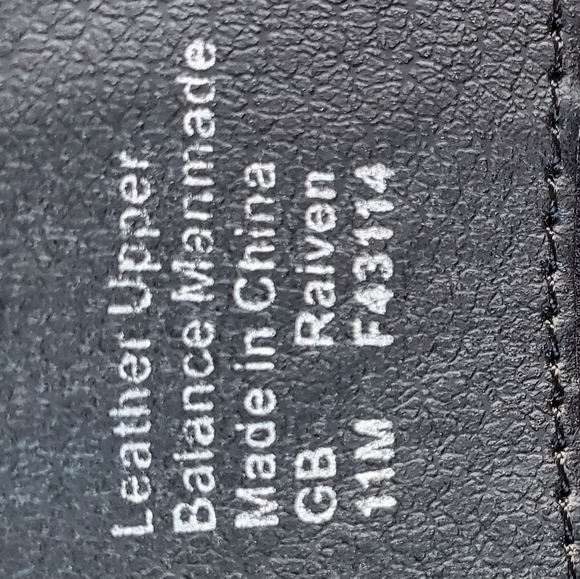 Leather Upper
Balance Manmade
Made in China
GB Raiven
11M F43114